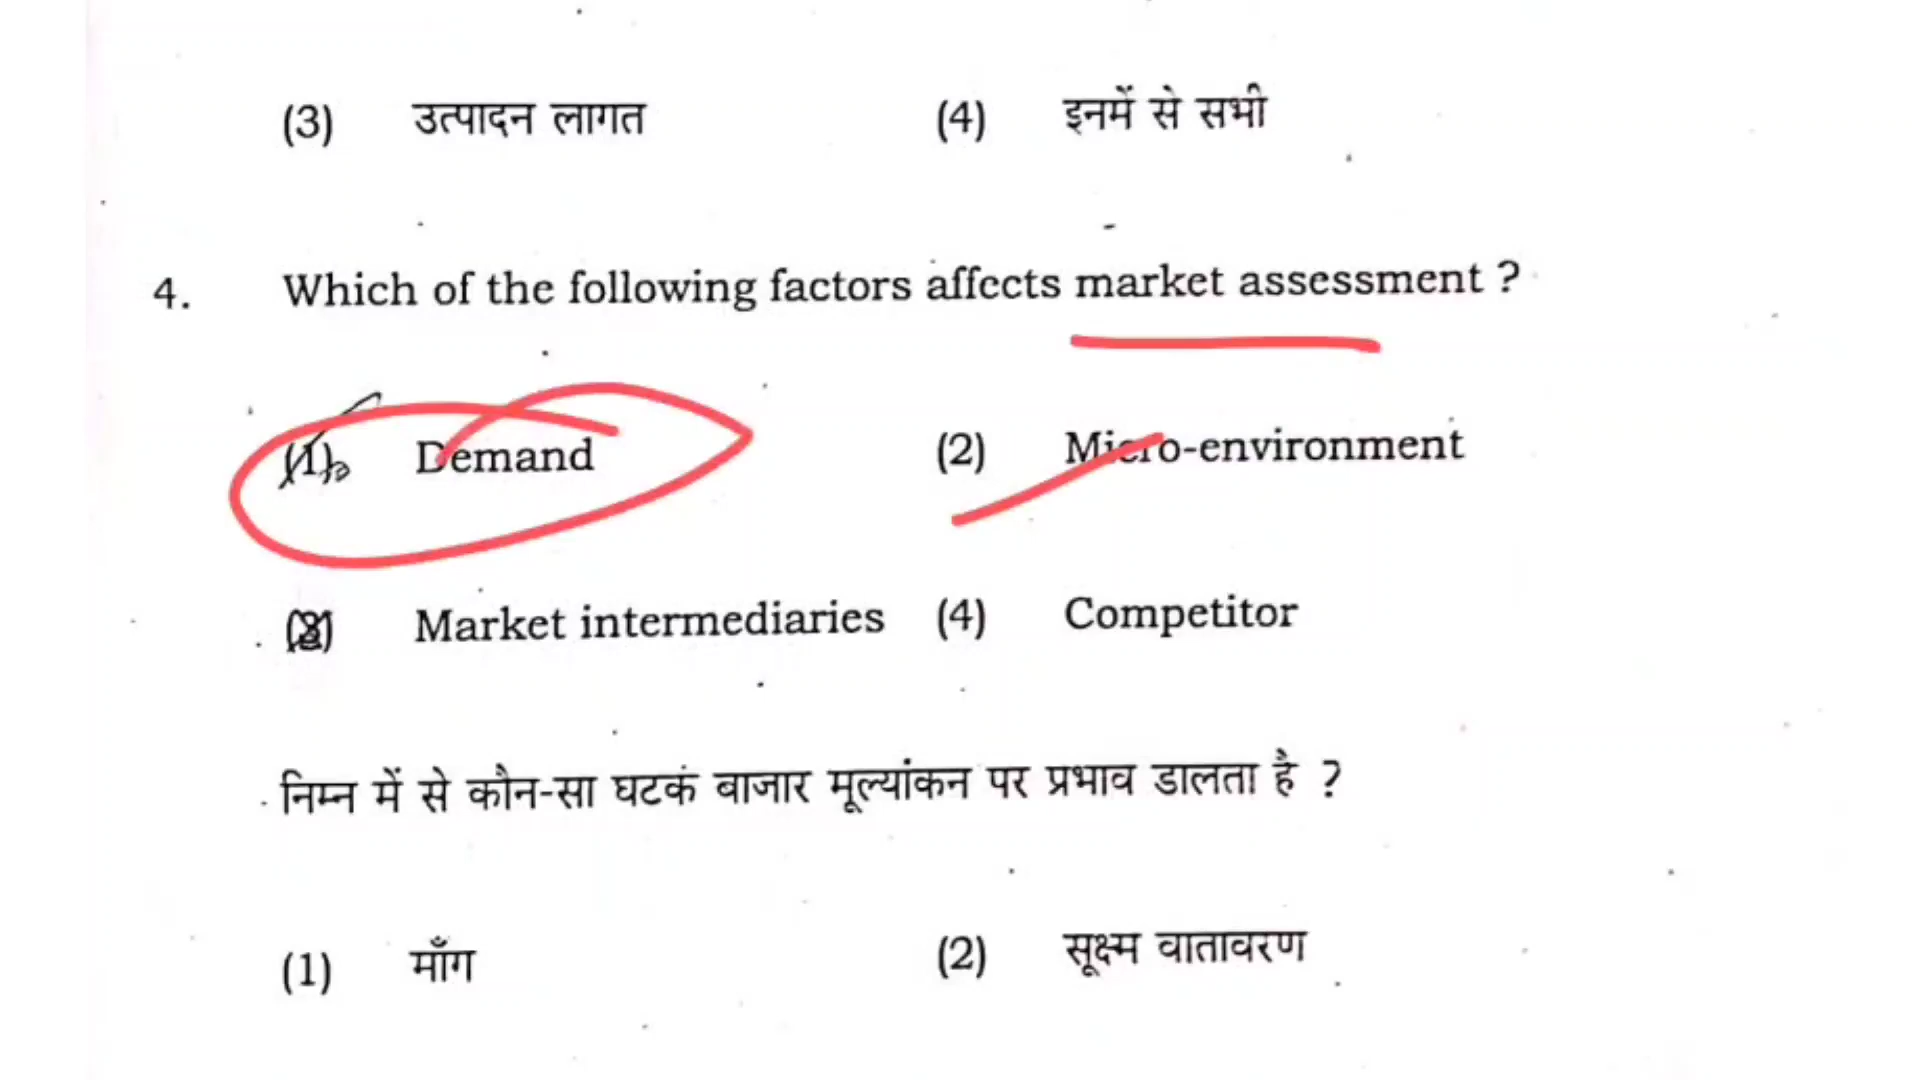 (3) उत्पादन लागत (4) इनमें से सभी
4. Which of the following factors affects market assessment ?
(1) Demand (2) Micro-environment
(3) Market intermediaries (4) Competitor
निम्न में से कौन-सा घटक बाजार मूल्यांकन पर प्रभाव डालता है ?
(1) माँग (2) सूक्ष्म वातावरण